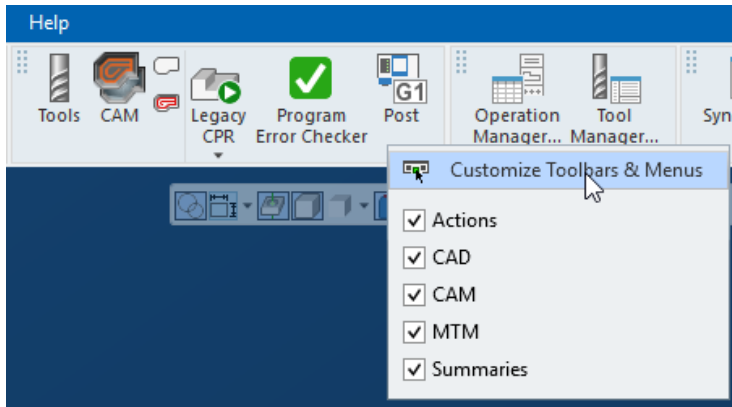 Help
Tools
CAM
Legacy
CPR
Program
Error Checker
G1
Post
Operation
Manager...
Tool
Manager...
Syn
Customize Toolbars & Menus
Actions
CAD
CAM
MTM
Summaries